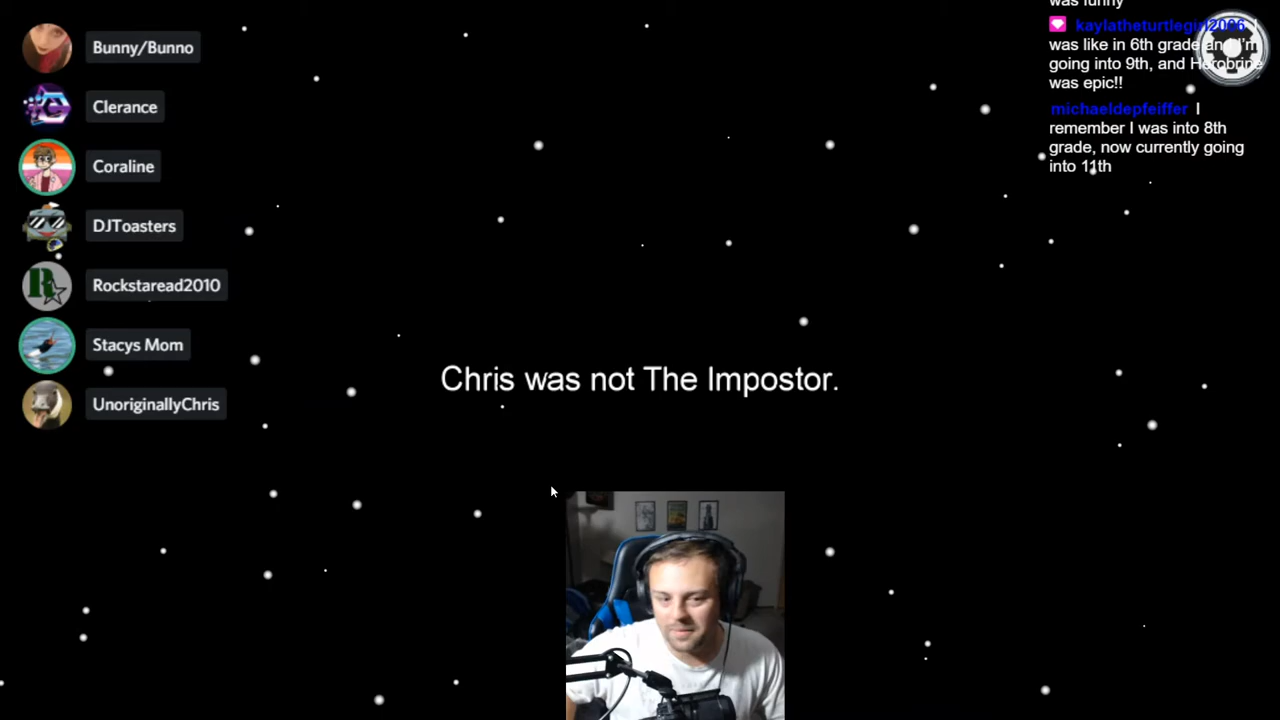 Bunny/Bunno
Clerance
Coraline
DJToasters
Rockstaread2010
Stacys Mom
UnoriginallyChris
Chris was not The Impostor.
was funny
kaylatheturtlegirl2006 I
was like in 6th grade and I'm
going into 9th, and Herobrine
was epic!!
michaeldepfeiffer I
remember I was into 8th
grade, now currently going
into 11th